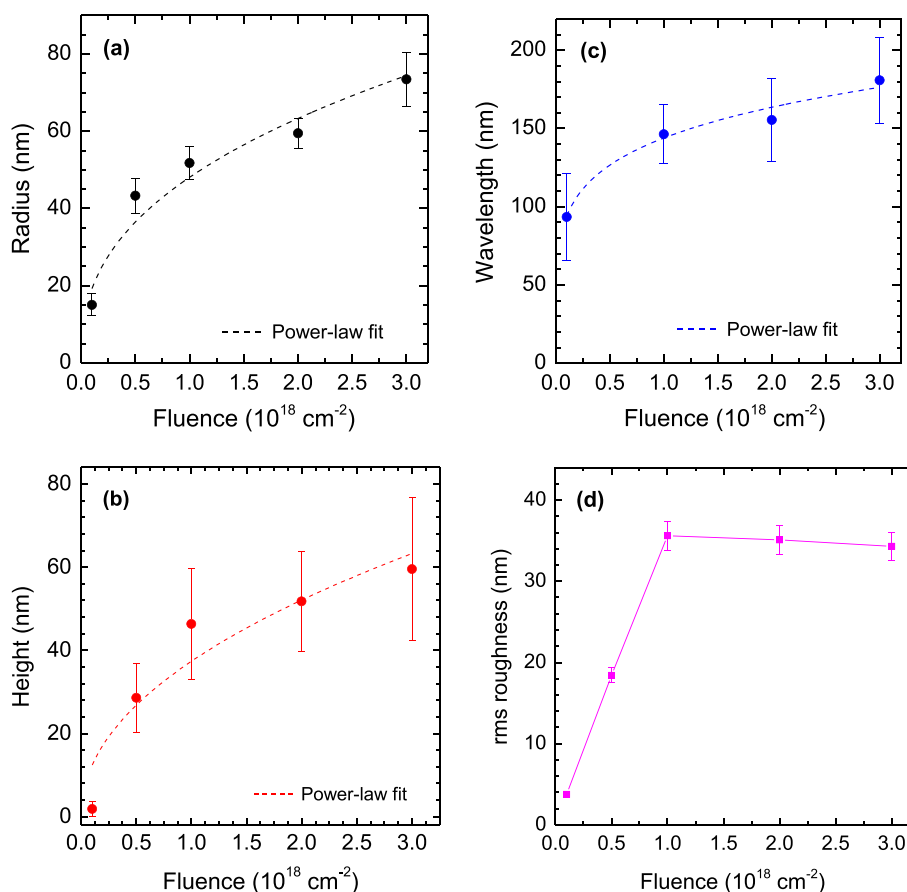 (a)
80
60
40
20
0
Radius (nm)
Power-law fit
0.0 0.5 1.0 1.5 2.0 2.5 3.0
Fluence (10¹⁸ cm⁻²)
(c)
200
150
100
50
0
Wavelength (nm)
Power-law fit
0.0 0.5 1.0 1.5 2.0 2.5 3.0
Fluence (10¹⁸ cm⁻²)
(b)
80
60
40
20
0
Height (nm)
Power-law fit
0.0 0.5 1.0 1.5 2.0 2.5 3.0
Fluence (10¹⁸ cm⁻²)
(d)
40
30
20
10
0
rms roughness (nm)
0.0 0.5 1.0 1.5 2.0 2.5 3.0
Fluence (10¹⁸ cm⁻²)